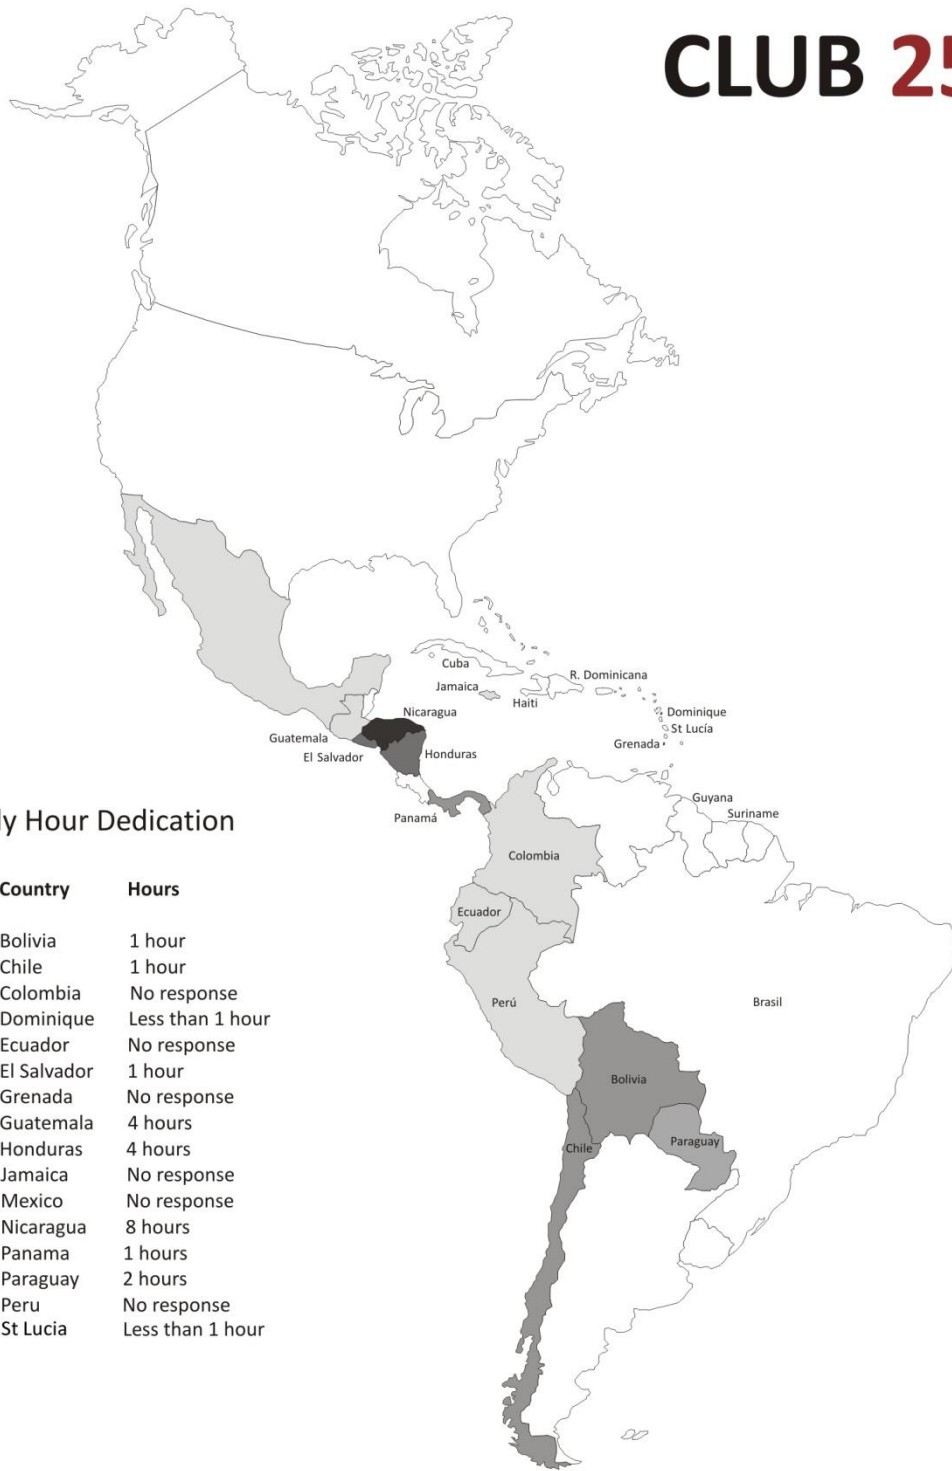 CLUB 25
Cuba
R. Dominicana
Jamaica
Haiti
Nicaragua
Dominique
St Lucía
Guatemala
Grenada
El Salvador
Honduras
Guyana
Panamá
Suriname
ly Hour Dedication
Colombia
Country Hours
Ecuador
Bolivia 1 hour
Chile 1 hour
Colombia No response
Dominique Less than 1 hour
Ecuador No response
El Salvador 1 hour
Grenada No response
Guatemala 4 hours
Honduras 4 hours
Jamaica No response
Mexico No response
Nicaragua 8 hours
Panama 1 hours
Paraguay 2 hours
Peru No response
St Lucia Less than 1 hour
Perú
Brasil
Bolivia
Paraguay
Chile